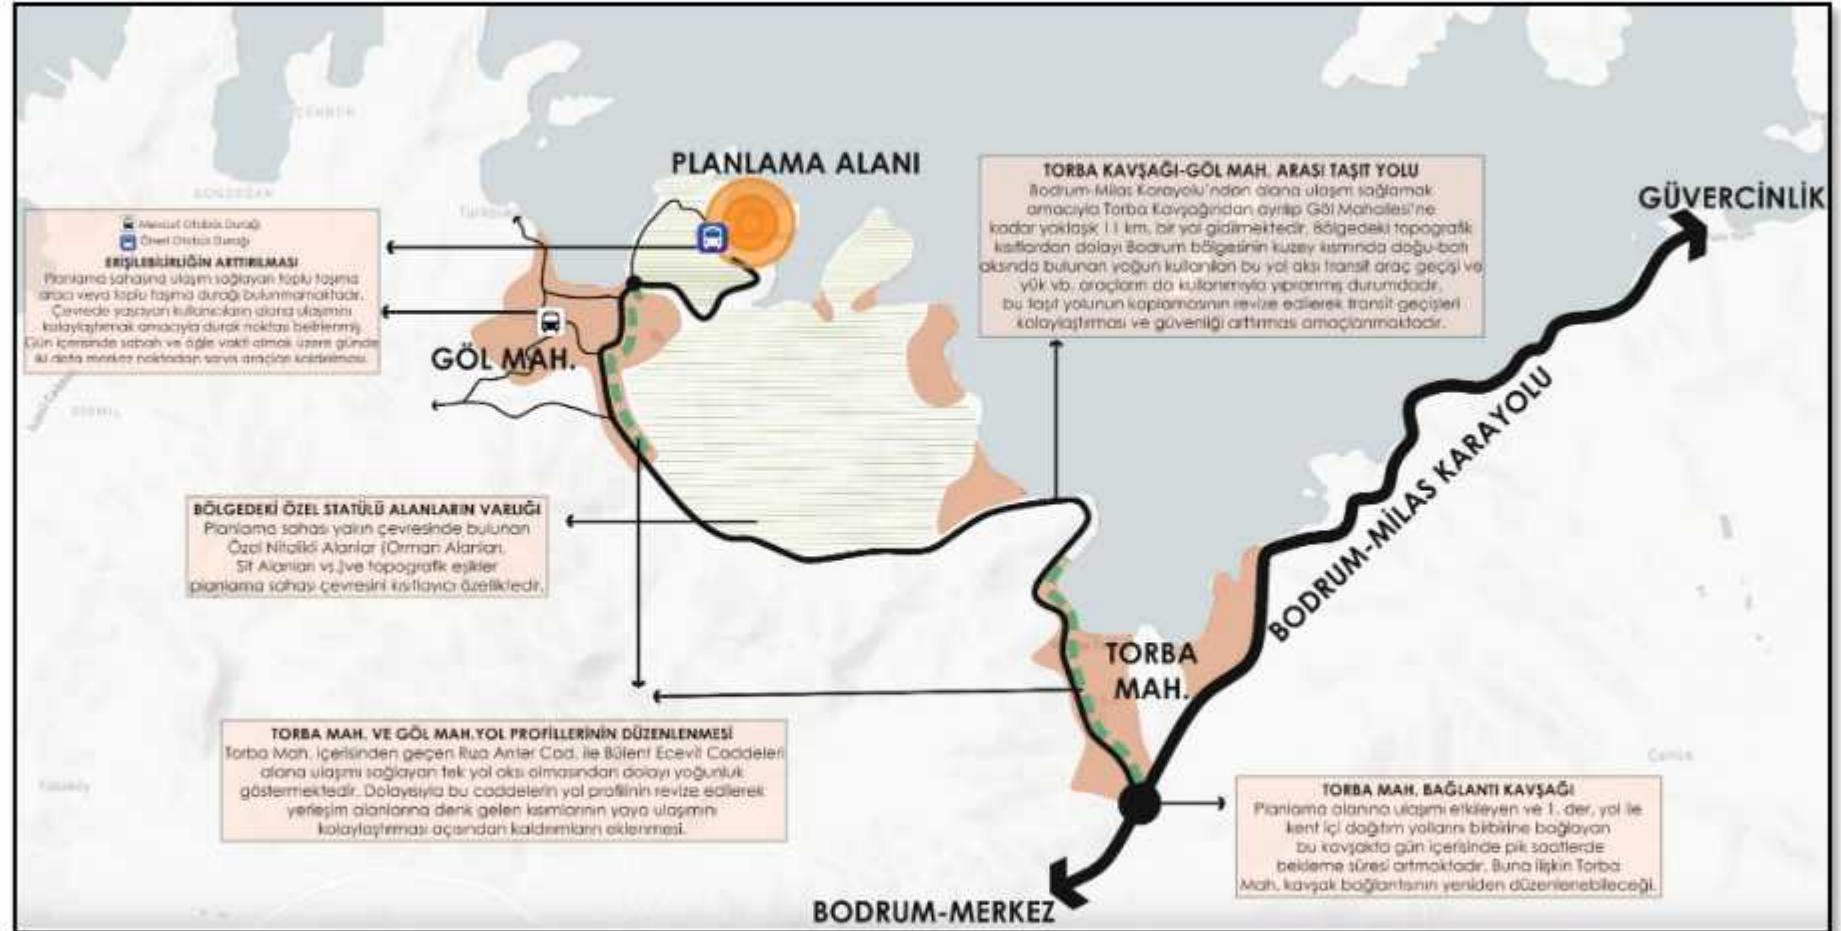 PLANLAMA ALANI
GÜVERCİNLİK
GÖL MAH.
TORBA
MAH.
BODRUM-MİLAS KARAYOLU
BODRUM-MERKEZ
Türkbükü
Mevcut Otobüs Durağı
Öneri Otobüs Durağı
ERİŞİLEBİLİRLİĞİN ARTTIRILMASI
Planlama sahasına ulaşım sağlayan toplu taşıma
aracı veya toplu taşıma durağı bulunmamaktadır.
Çevrede yaşayan kullanıcıların alana ulaşımını
kolaylaştırmak amacıyla durak noktası belirlenmiş
Gün içerisinde sabah ve öğle vakti olmak üzere günde
iki defa merkez noktadan servis araçları kaldırılması.
TORBA KAVŞAĞI-GÖL MAH. ARASI TAŞIT YOLU
Bodrum-Milas Karayolu'ndan alana ulaşım sağlamak
amacıyla Torba Kavşağından ayrılıp Göl Mahallesi'ne
kadar yaklaşık 11 km. bir yol gidilmektedir. Bölgedeki topografik
kısıtlardan dolayı Bodrum bölgesinin kuzey kısmında doğu-batı
aksında bulunan yoğun kullanılan bu yol aksı transit araç geçişi ve
yük vb. araçların da kullanımıyla yıpranmış durumdadır.
bu taşıt yolunun kaplamasının revize edilerek transit geçişleri
kolaylaştırması ve güvenliği arttırması amaçlanmaktadır.
BÖLGEDEKİ ÖZEL STATÜLÜ ALANLARIN VARLIĞI
Planlama sahası yakın çevresinde bulunan
Özel Nitelikli Alanlar (Orman Alanları,
Sit Alanları vs.)ve topografik eşikler
planlama sahası çevresini kısıtlayıcı özelliktedir.
TORBA MAH. VE GÖL MAH.YOL PROFİLLERİNİN DÜZENLENMESİ
Torba Mah. içerisinden geçen Rıza Anter Cad. ile Bülent Ecevit Caddeleri
alana ulaşımı sağlayan tek yol aksı olmasından dolayı yoğunluk
göstermektedir. Dolayısıyla bu caddelerin yol profilinin revize edilerek
yerleşim alanlarına denk gelen kısımlarının yaya ulaşımını
kolaylaştırması açısından kaldırımların eklenmesi.
TORBA MAH. BAĞLANTI KAVŞAĞI
Planlama alanına ulaşımı etkileyen ve 1. der. yol ile
kent içi dağıtım yollarını birbirine bağlayan
bu kavşakta gün içerisinde pik saatlerde
bekleme süresi artmaktadır. Buna ilişkin Torba
Mah. kavşak bağlantısının yeniden düzenlenebileceği.